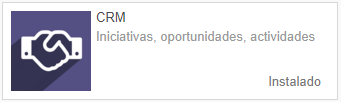 CRM
Iniciativas, oportunidades, actividades
Instalado